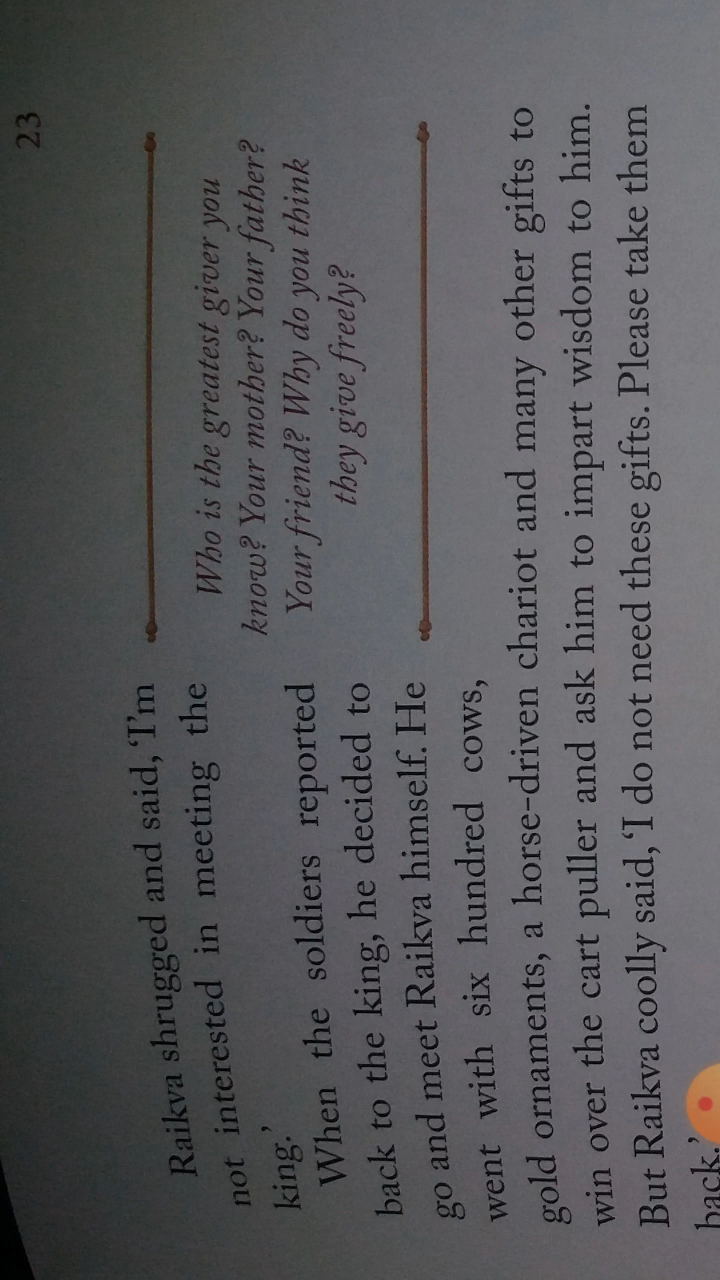 23
Raikva shrugged and said, ‘I’m
not interested in meeting the
king.’
When the soldiers reported
back to the king, he decided to
go and meet Raikva himself. He
went with six hundred cows,
Who is the greatest giver you
know? Your mother? Your father?
Your friend? Why do you think
they give freely?
gold ornaments, a horse-driven chariot and many other gifts to
win over the cart puller and ask him to impart wisdom to him.
But Raikva coolly said, ‘I do not need these gifts. Please take them
back.’